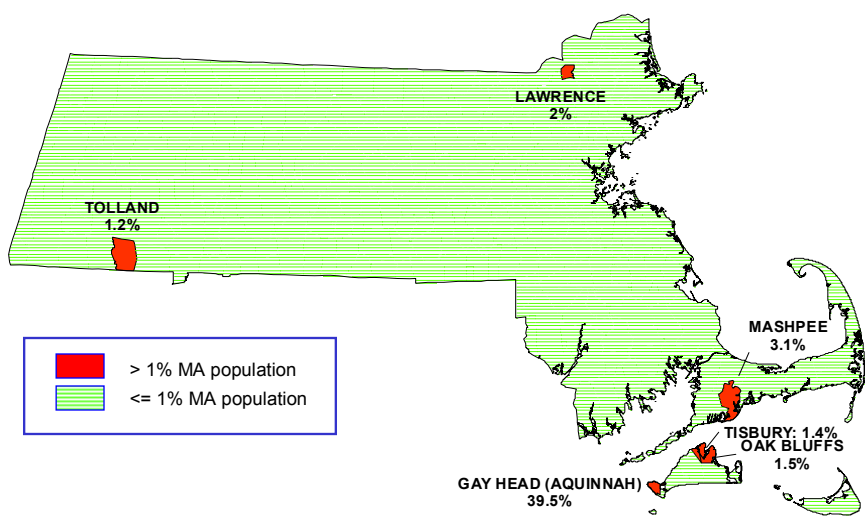 LAWRENCE
2%
TOLLAND
1.2%
MASHPEE
3.1%
> 1% MA population
<= 1% MA population
TISBURY: 1.4%
OAK BLUFFS
1.5%
GAY HEAD (AQUINNAH)
39.5%